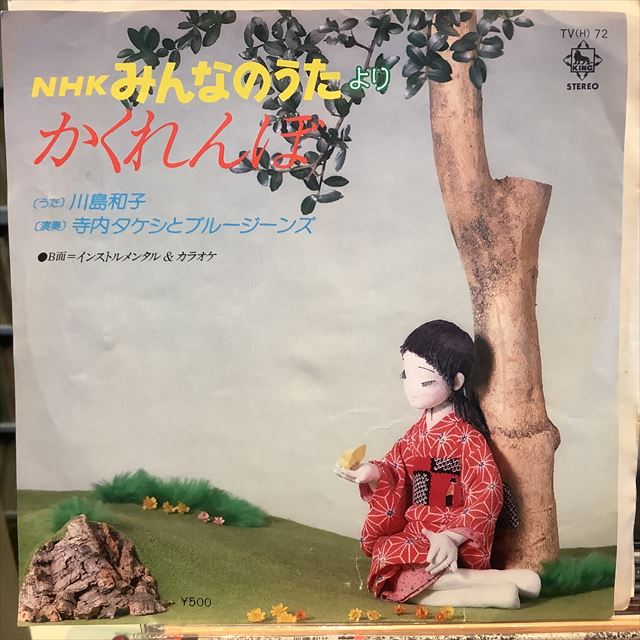 TV(H) 72
KING
STEREO
NHKみんなのうたより
かくれんぼ
〔うた〕川島和子
〔演奏〕寺内タケシとブルージーンズ
●B面=インストルメンタル & カラオケ
¥500